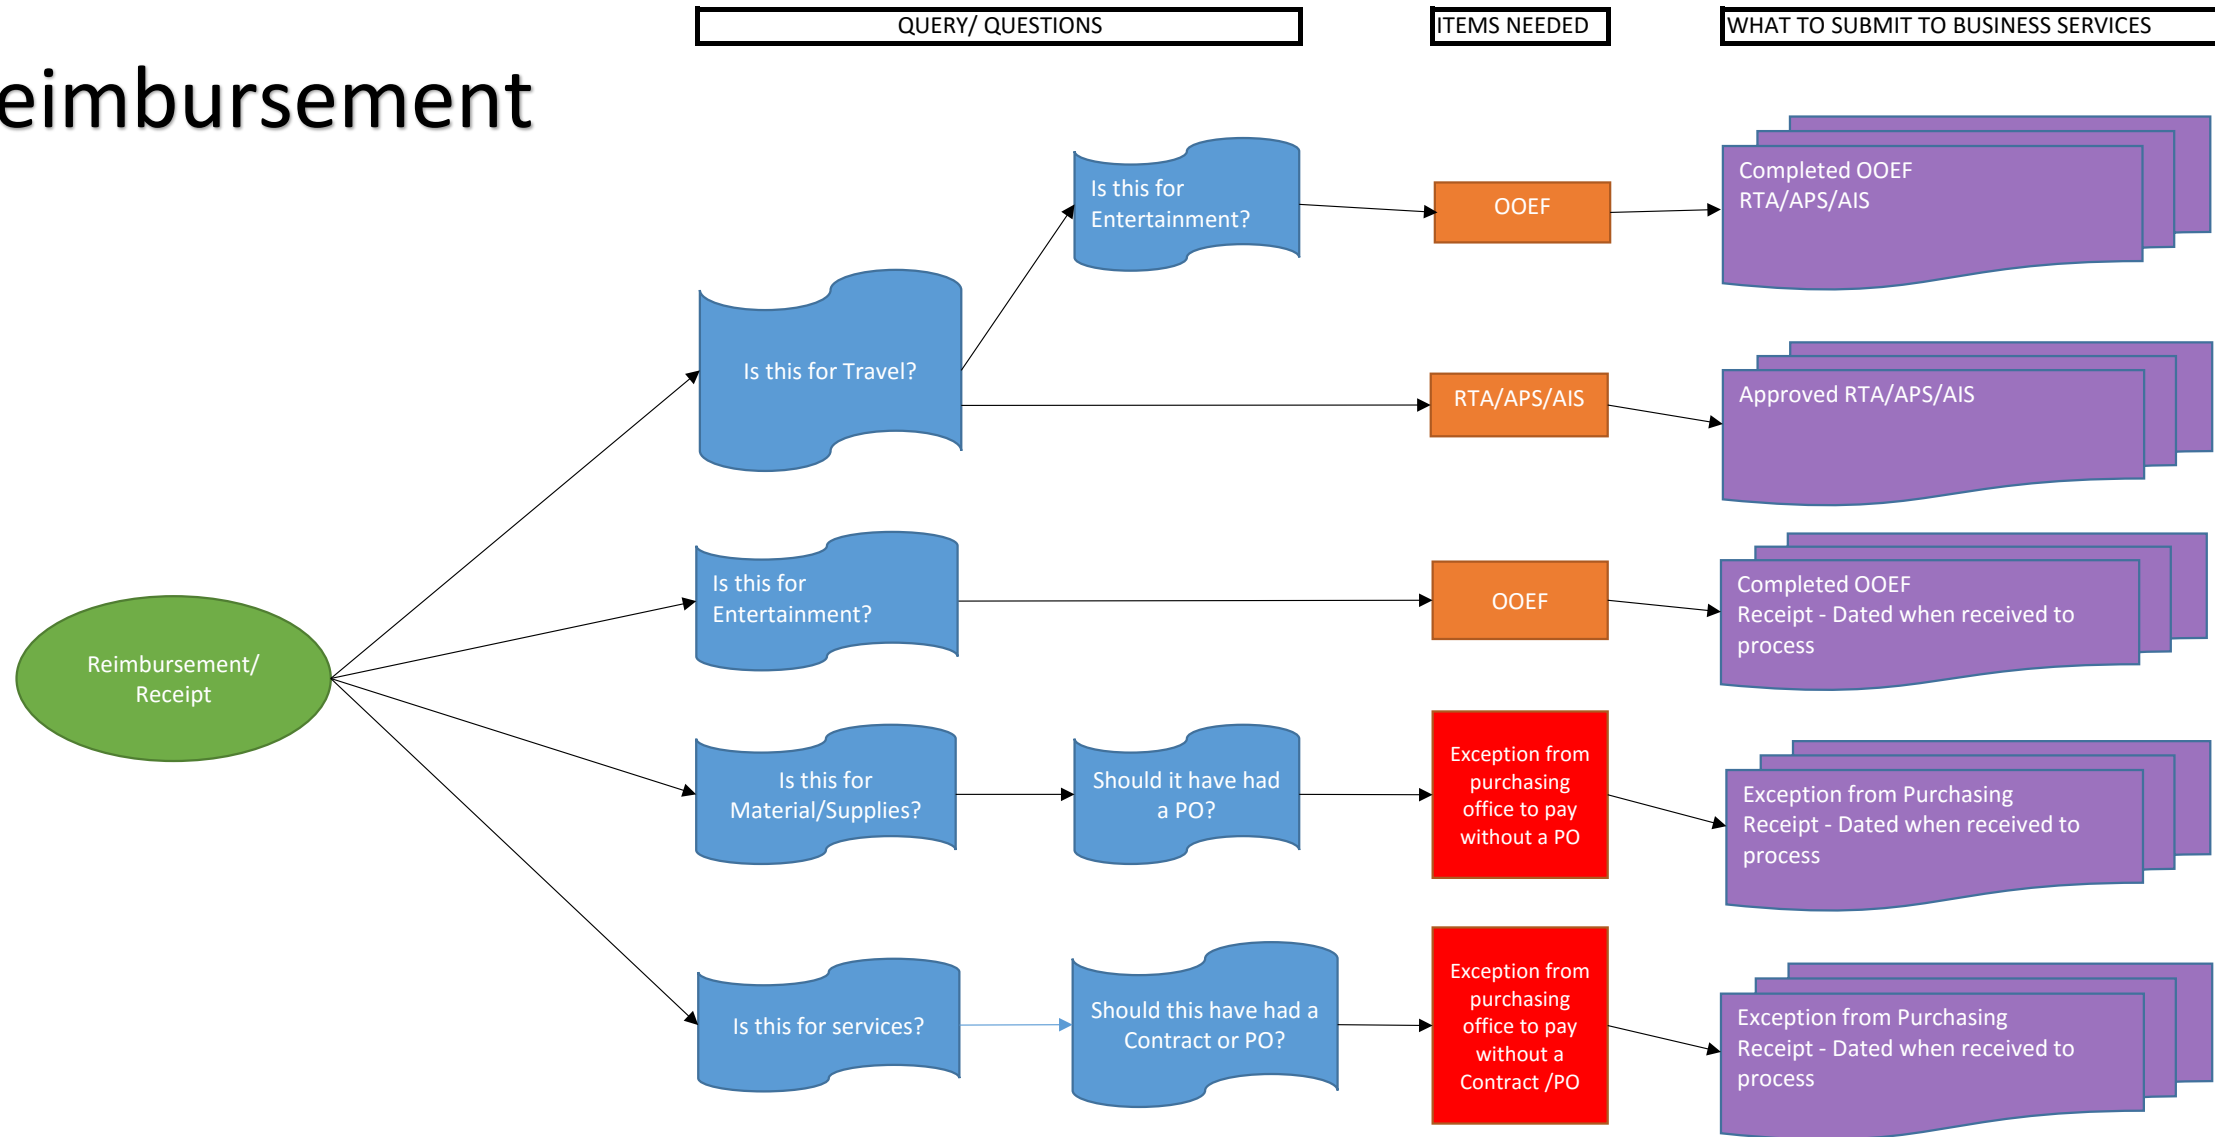 QUERY/ QUESTIONS
ITEMS NEEDED
WHAT TO SUBMIT TO BUSINESS SERVICES
eimbursement
Is this for
Entertainment?
OOEF
Completed OOEF
RTA/APS/AIS
Is this for Travel?
RTA/APS/AIS
Approved RTA/APS/AIS
Is this for
Entertainment?
OOEF
Completed OOEF
Receipt - Dated when received to
process
Reimbursement/
Receipt
Is this for
Material/Supplies?
Should it have had
a PO?
Exception from
purchasing
office to pay
without a PO
Exception from Purchasing
Receipt - Dated when received to
process
Is this for services?
Should this have had a
Contract or PO?
Exception from
purchasing
office to pay
without a
Contract /PO
Exception from Purchasing
Receipt - Dated when received to
process